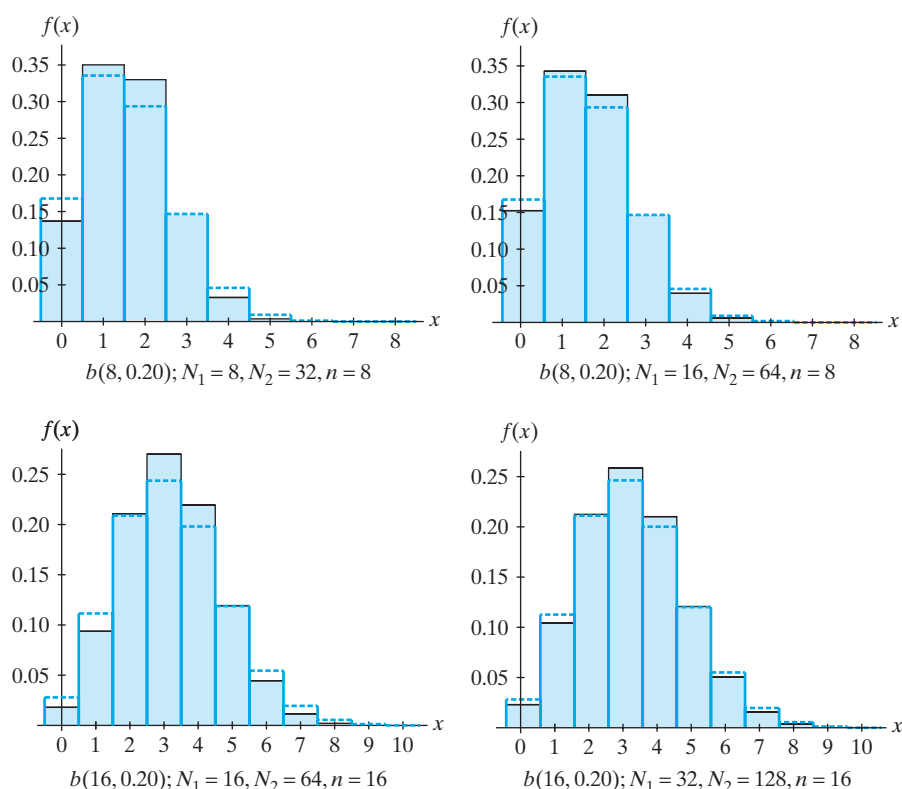 f(x)
0.35
0.30
0.25
0.20
0.15
0.10
0.05
0 1 2 3 4 5 6 7 8 x
b(8, 0.20); N₁ = 8, N₂ = 32, n = 8
f(x)
0.35
0.30
0.25
0.20
0.15
0.10
0.05
0 1 2 3 4 5 6 7 8 x
b(8, 0.20); N₁ = 16, N₂ = 64, n = 8
f(x)
0.25
0.20
0.15
0.10
0.05
0 1 2 3 4 5 6 7 8 9 10 x
b(16, 0.20); N₁ = 16, N₂ = 64, n = 16
f(x)
0.25
0.20
0.15
0.10
0.05
0 1 2 3 4 5 6 7 8 9 10 x
b(16, 0.20); N₁ = 32, N₂ = 128, n = 16